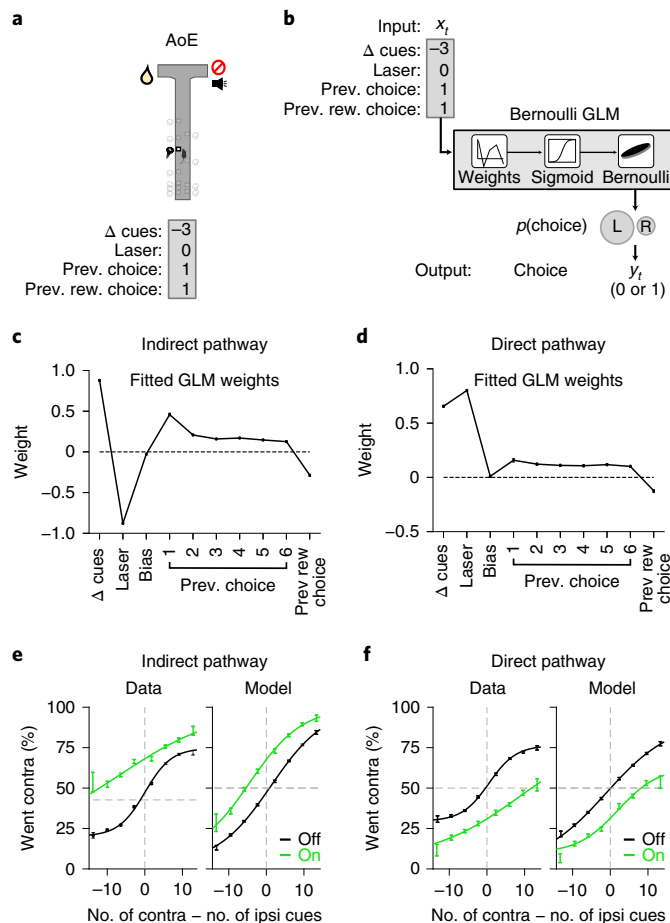 a
AoE
Δ cues: –3
Laser: 0
Prev. choice: 1
Prev. rew. choice: 1
b
Input: xt
Δ cues: –3
Laser: 0
Prev. choice: 1
Prev. rew. choice: 1
Bernoulli GLM
Weights Sigmoid Bernoulli
p(choice) L R
Output: Choice yt
(0 or 1)
c
Indirect pathway
Fitted GLM weights
1.0
0.5
0
–0.5
–1.0
Weight
Δ cues
Laser
Bias
1
2
3
4
5
6
Prev rew
choice
Prev. choice
d
Direct pathway
Fitted GLM weights
1.0
0.5
0
–0.5
Weight
Δ cues
Laser
Bias
1
2
3
4
5
6
Prev rew
choice
Prev. choice
e
Indirect pathway
Data Model
100
75
50
25
0
Went contra (%)
Off
On
–10 0 10 –10 0 10
No. of contra – no. of ipsi cues
f
Direct pathway
Data Model
100
75
50
25
0
Went contra (%)
Off
On
–10 0 10 –10 0 10
No. of contra – no. of ipsi cues